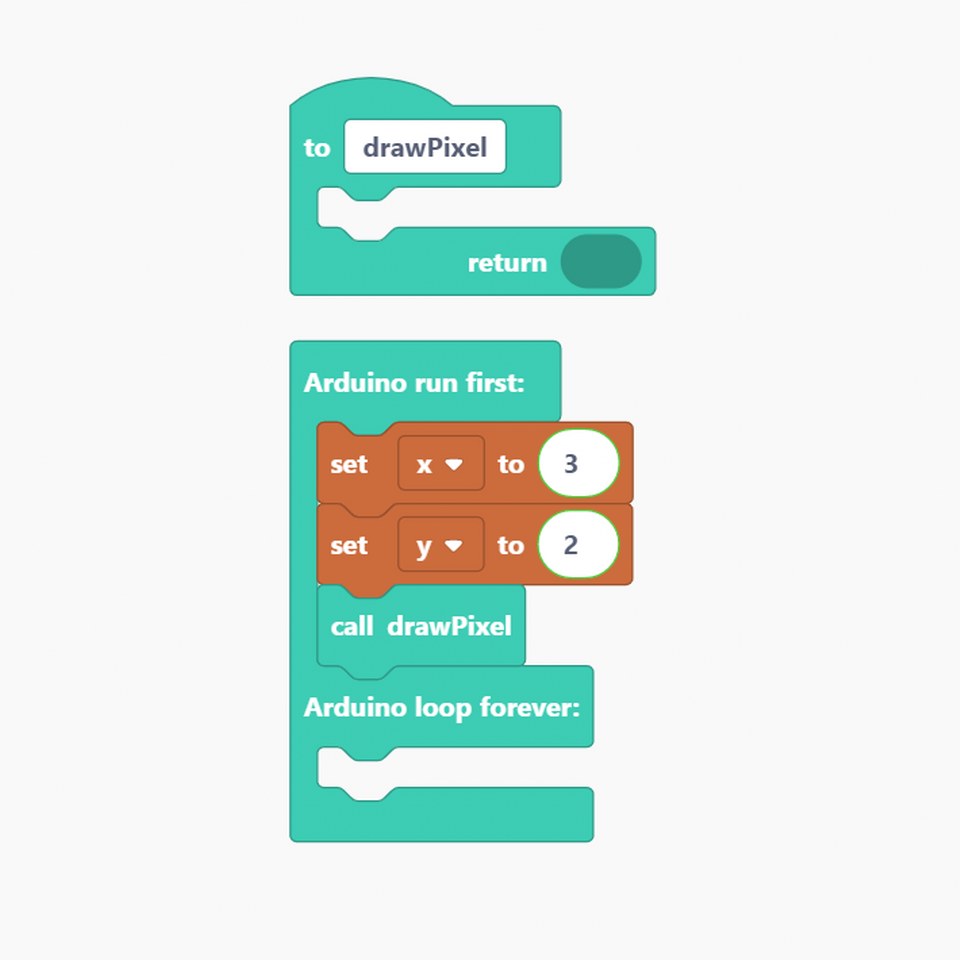 to drawPixel
return
Arduino run first:
set x to 3
set y to 2
call drawPixel
Arduino loop forever: